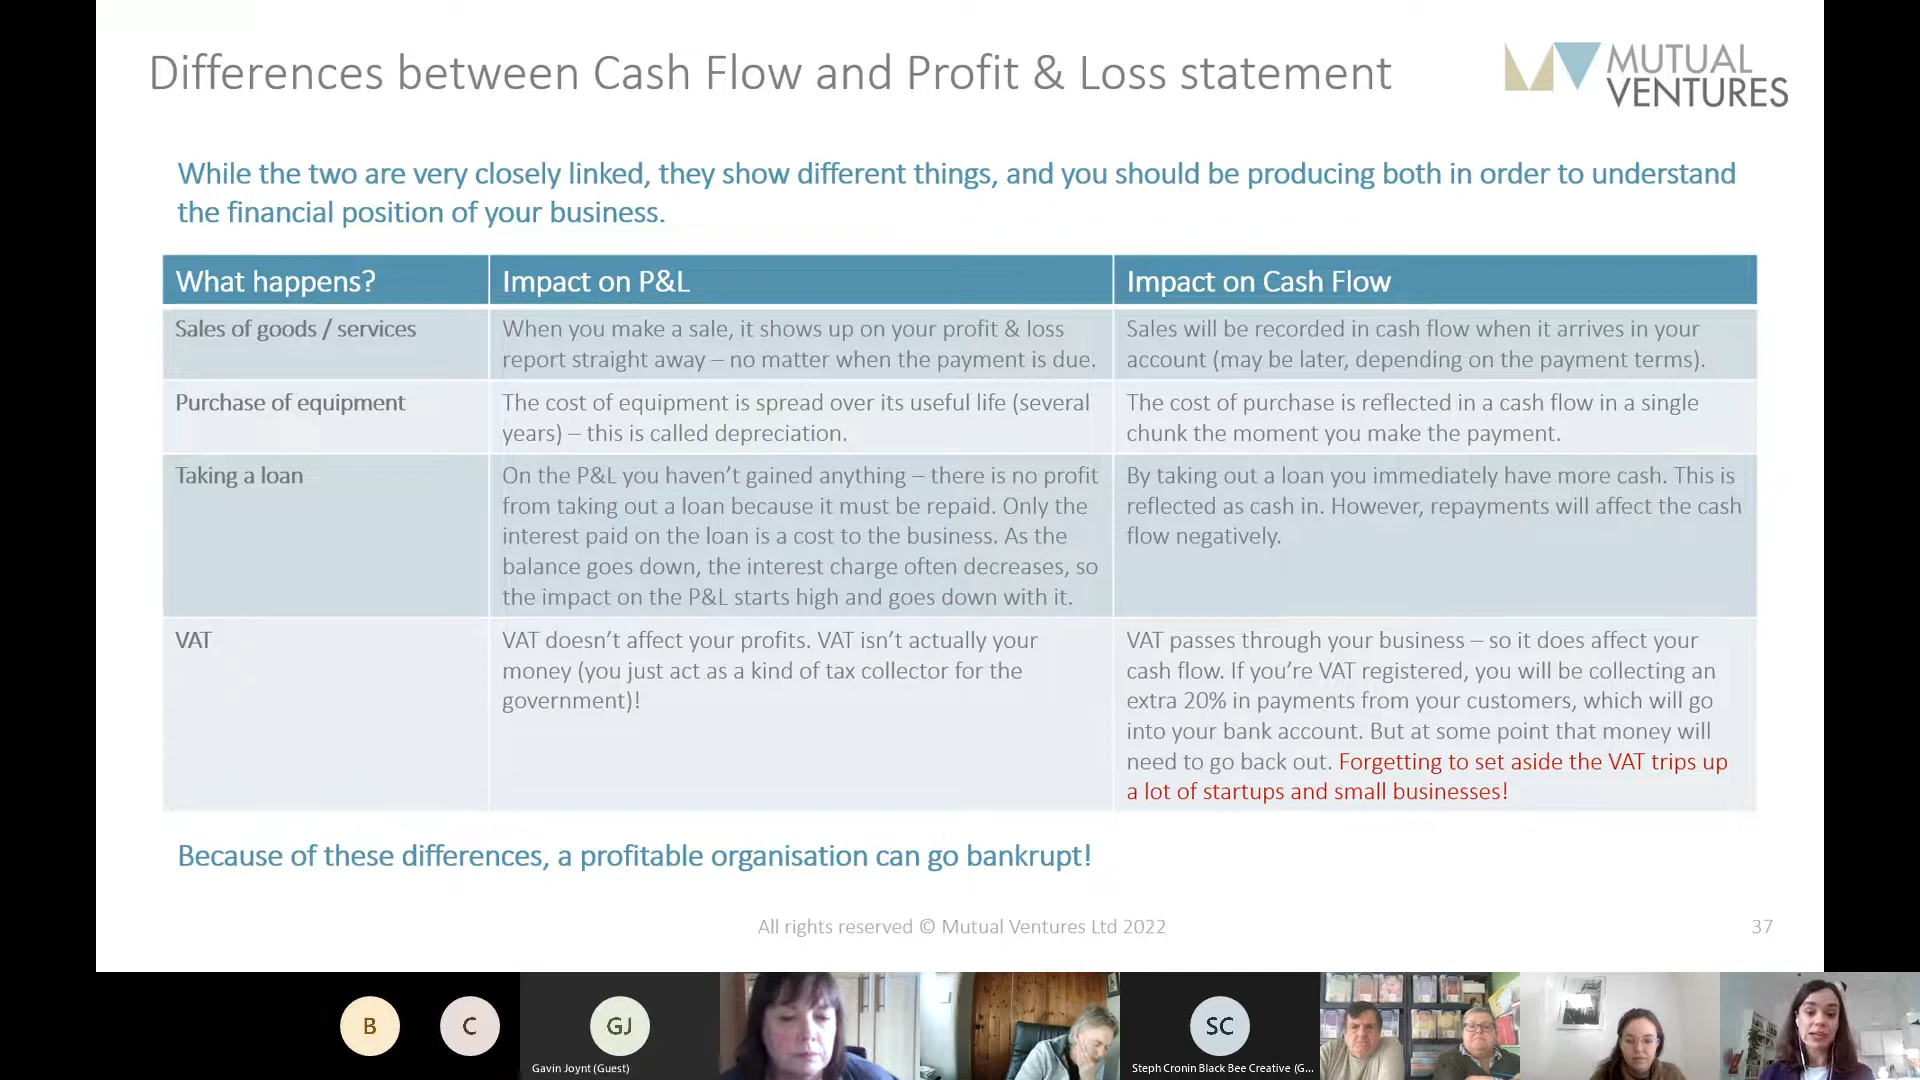 Differences between Cash Flow and Profit & Loss statement
MUTUAL
VENTURES
While the two are very closely linked, they show different things, and you should be producing both in order to understand
the financial position of your business.
What happens?
Impact on P&L
Impact on Cash Flow
Sales of goods / services
When you make a sale, it shows up on your profit & loss
report straight away – no matter when the payment is due.
Sales will be recorded in cash flow when it arrives in your
account (may be later, depending on the payment terms).
Purchase of equipment
The cost of equipment is spread over its useful life (several
years) – this is called depreciation.
The cost of purchase is reflected in a cash flow in a single
chunk the moment you make the payment.
Taking a loan
On the P&L you haven’t gained anything – there is no profit
from taking out a loan because it must be repaid. Only the
interest paid on the loan is a cost to the business. As the
balance goes down, the interest charge often decreases, so
the impact on the P&L starts high and goes down with it.
By taking out a loan you immediately have more cash. This is
reflected as cash in. However, repayments will affect the cash
flow negatively.
VAT
VAT doesn’t affect your profits. VAT isn’t actually your
money (you just act as a kind of tax collector for the
government)!
VAT passes through your business – so it does affect your
cash flow. If you’re VAT registered, you will be collecting an
extra 20% in payments from your customers, which will go
into your bank account. But at some point that money will
need to go back out. Forgetting to set aside the VAT trips up
a lot of startups and small businesses!
Because of these differences, a profitable organisation can go bankrupt!
All rights reserved © Mutual Ventures Ltd 2022
37
B
C
GJ
Gavin Joynt (Guest)
SC
Steph Cronin Black Bee Creative (G...